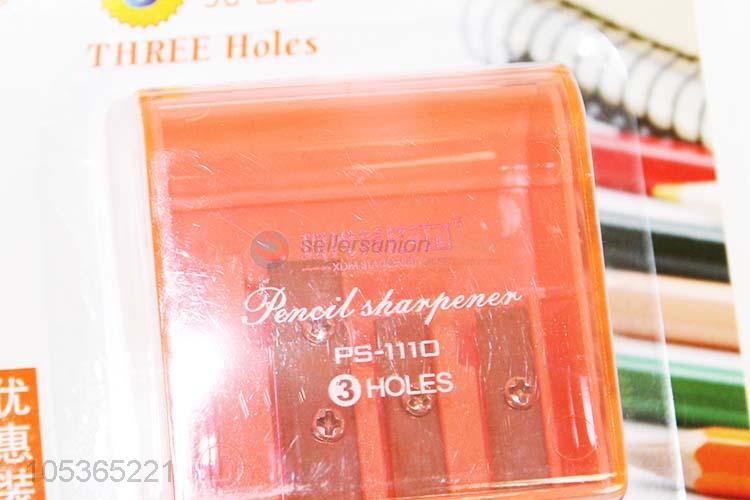 THREE Holes
sellersunion
Pencil sharpener
PS-1110
3 HOLES
优
惠
装
105365221